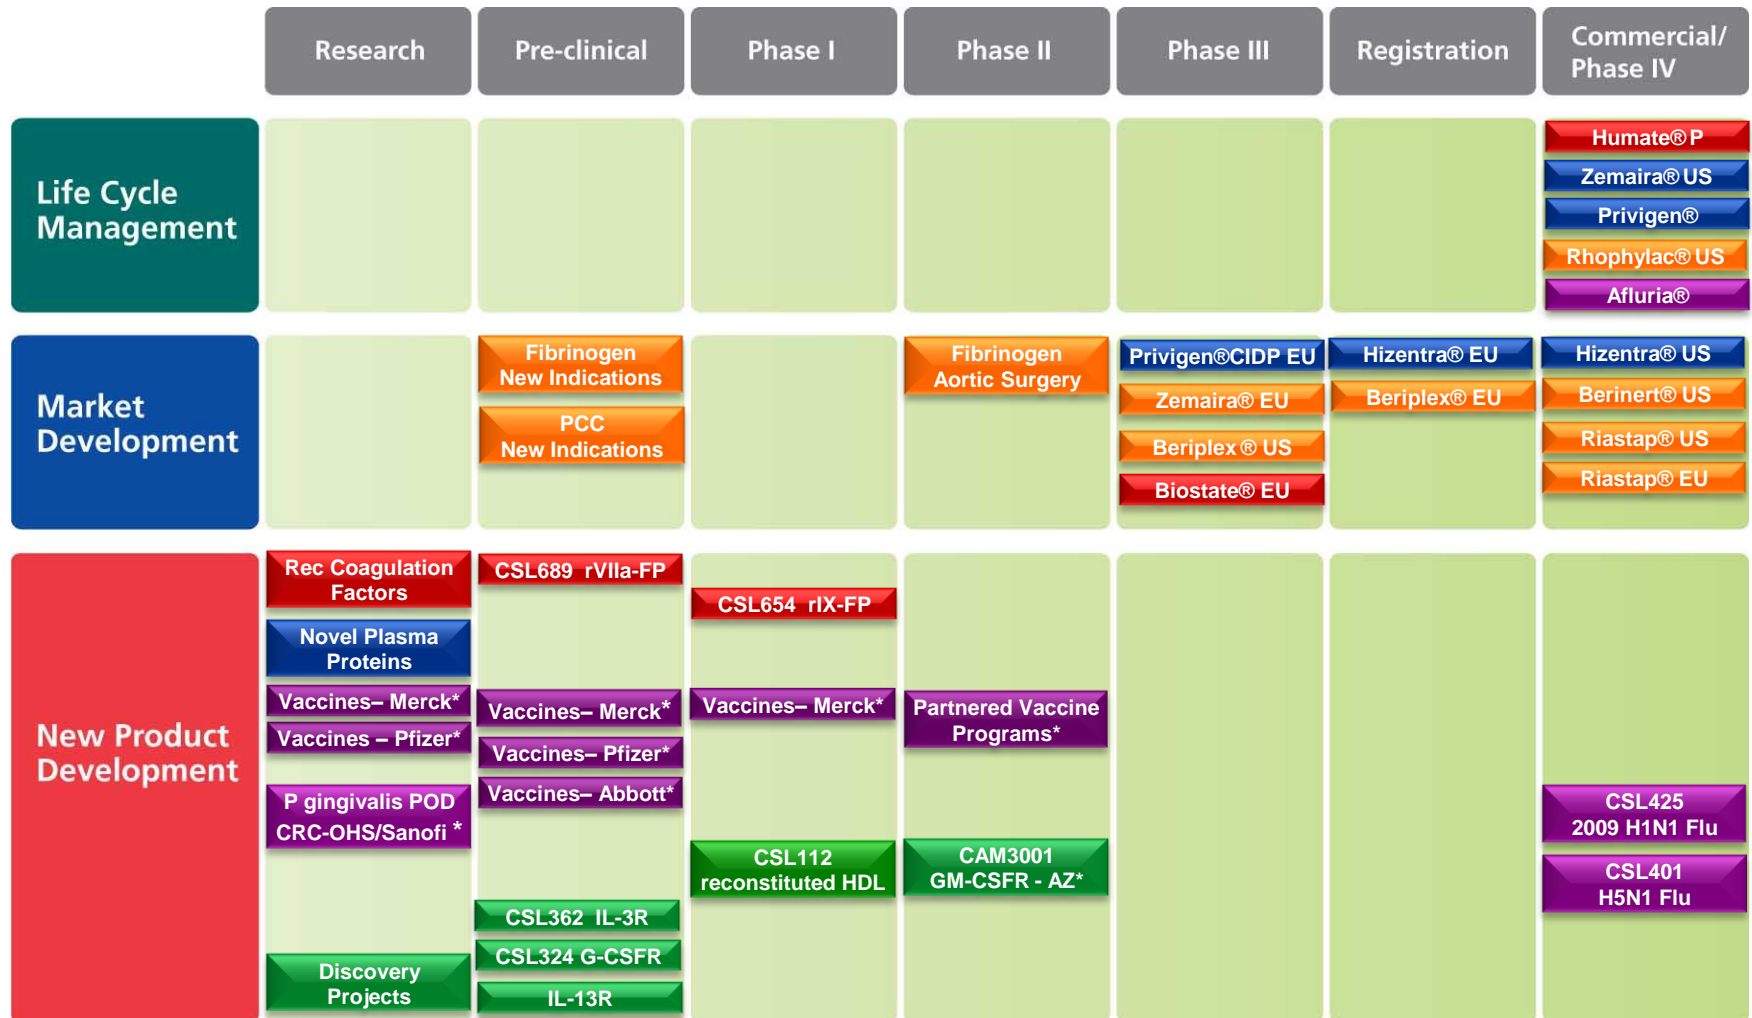 Research
Pre-clinical
Phase I
Phase II
Phase III
Registration
Commercial/
Phase IV
Life Cycle
Management
Humate® P
Zemaira® US
Privigen®
Rhophylac® US
Afluria®
Market
Development
Fibrinogen
New Indications
PCC
New Indications
Fibrinogen
Aortic Surgery
Privigen®CIDP EU
Zemaira® EU
Beriplex ® US
Biostate® EU
Hizentra® EU
Beriplex® EU
Hizentra® US
Berinert® US
Riastap® US
Riastap® EU
New Product
Development
Rec Coagulation
Factors
Novel Plasma
Proteins
Vaccines– Merck*
Vaccines – Pfizer*
P gingivalis POD
CRC-OHS/Sanofi *
Discovery
Projects
CSL689 rVIIa-FP
Vaccines– Merck*
Vaccines– Pfizer*
Vaccines– Abbott*
CSL362 IL-3R
CSL324 G-CSFR
IL-13R
CSL654 rIX-FP
Vaccines– Merck*
CSL112
reconstituted HDL
Partnered Vaccine
Programs*
CAM3001
GM-CSFR - AZ*
CSL425
2009 H1N1 Flu
CSL401
H5N1 Flu